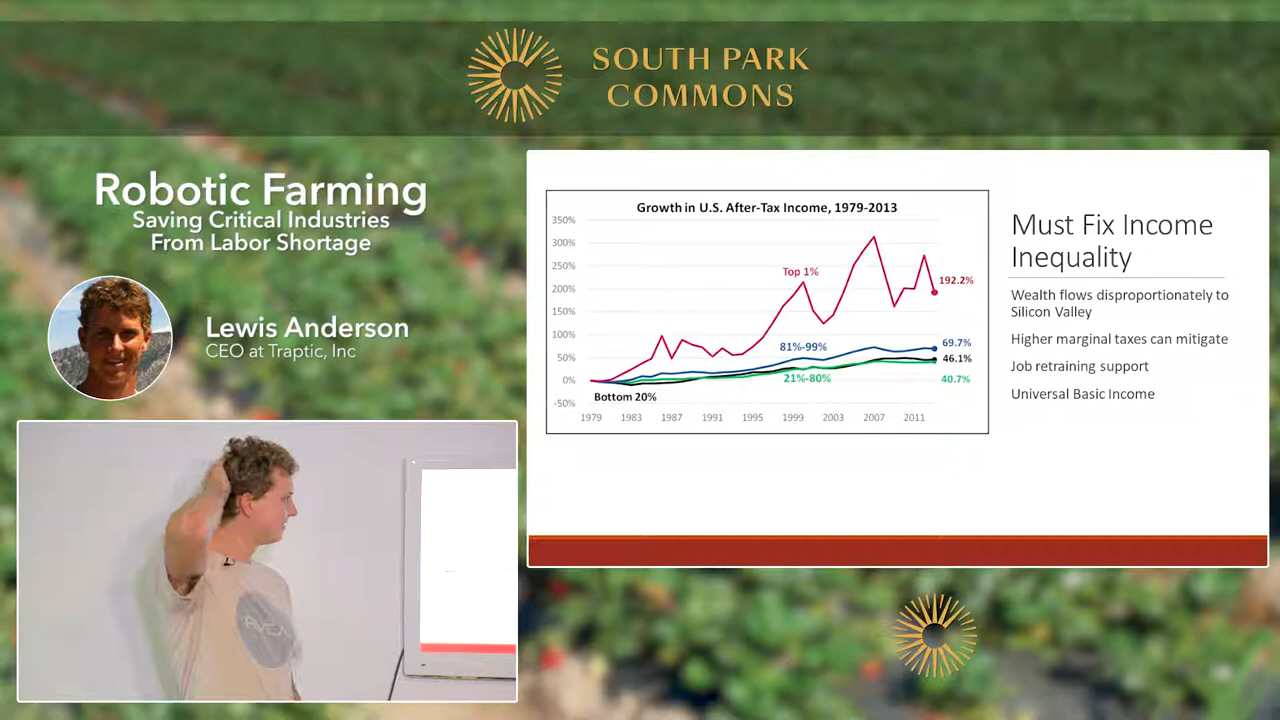 SOUTH PARK
COMMONS
Robotic Farming
Saving Critical Industries
From Labor Shortage
Lewis Anderson
CEO at Traptic, Inc
Growth in U.S. After-Tax Income, 1979-2013
350%
300%
250%
200%
150%
100%
50%
0%
-50%
Top 1%
192.2%
81%-99%
69.7%
46.1%
21%-80%
40.7%
Bottom 20%
1979 1983 1987 1991 1995 1999 2003 2007 2011
Must Fix Income
Inequality
Wealth flows disproportionately to
Silicon Valley
Higher marginal taxes can mitigate
Job retraining support
Universal Basic Income